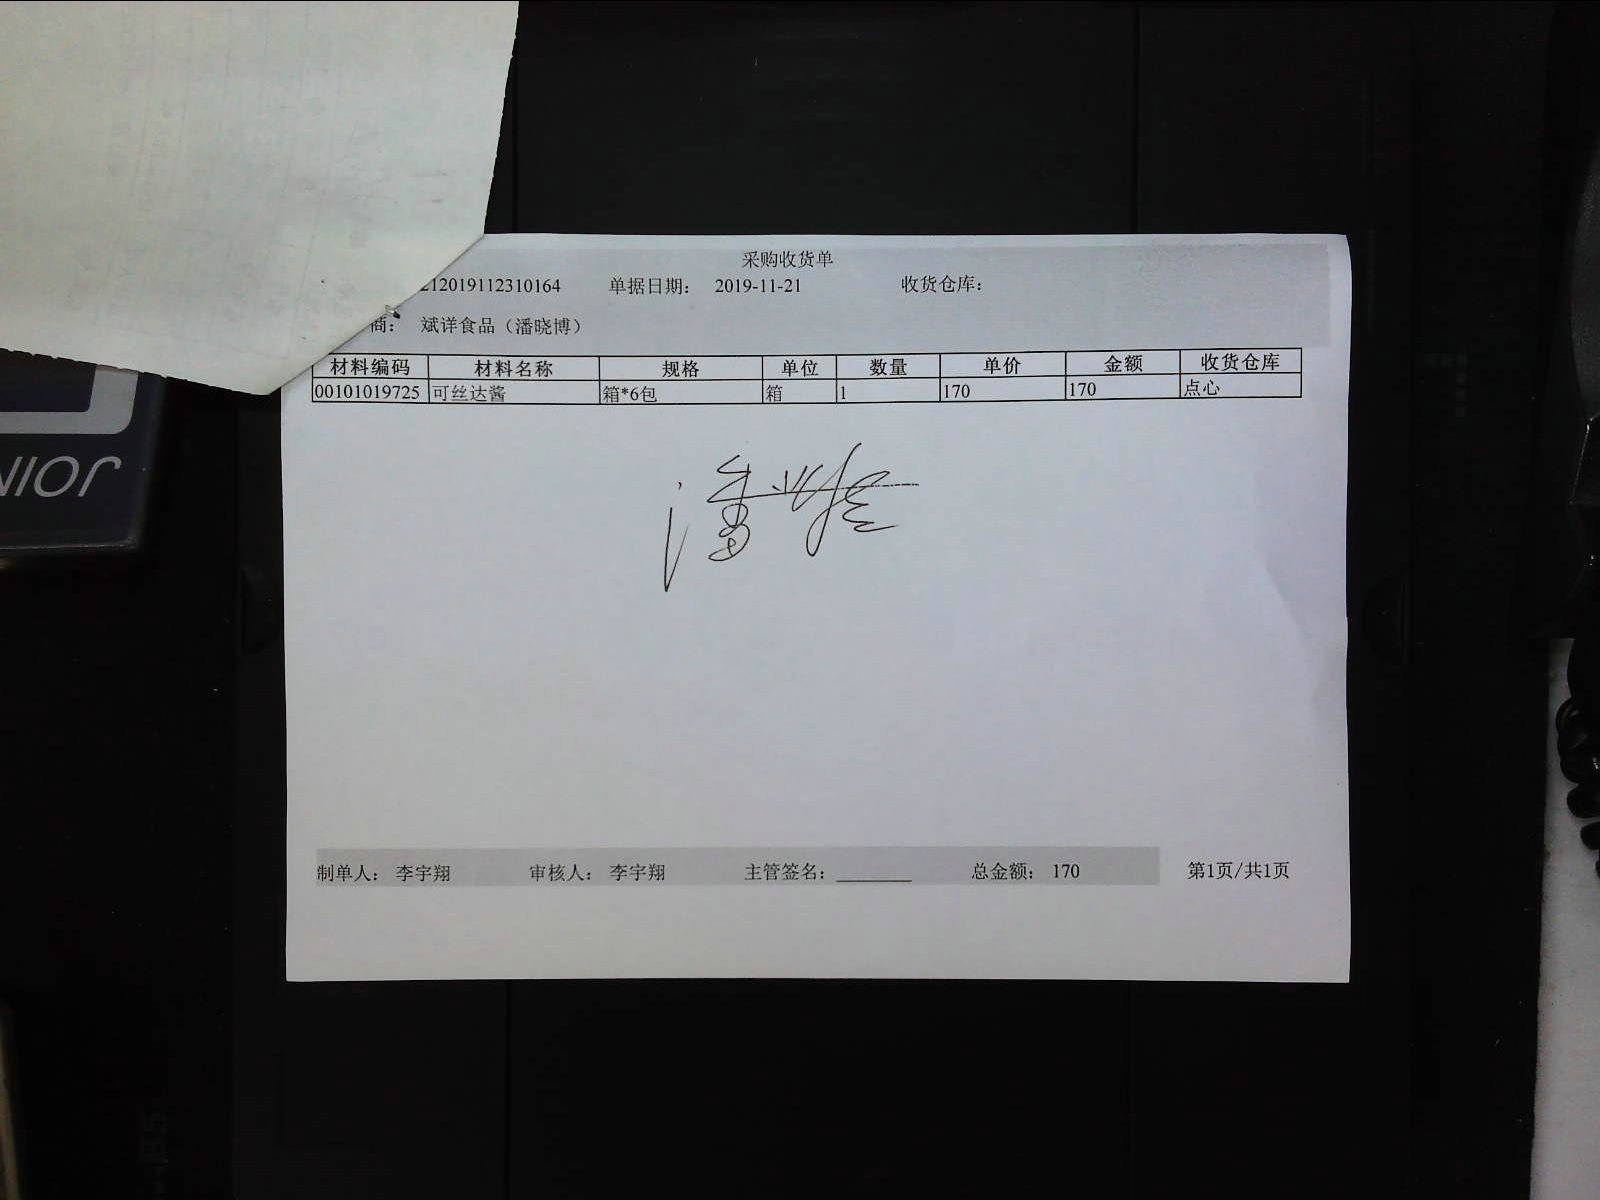 采购收货单
212019112310164 单据日期: 2019-11-21 收货仓库:
商: 斌详食品（潘晓博）
材料编码 材料名称 规格 单位 数量 单价 金额 收货仓库
00101019725 可丝达酱 箱*6包 箱 1 170 170 点心
潘
制单人: 李宇翔 审核人: 李宇翔 主管签名: 总金额: 170 第1页/共1页
NIOR
B5